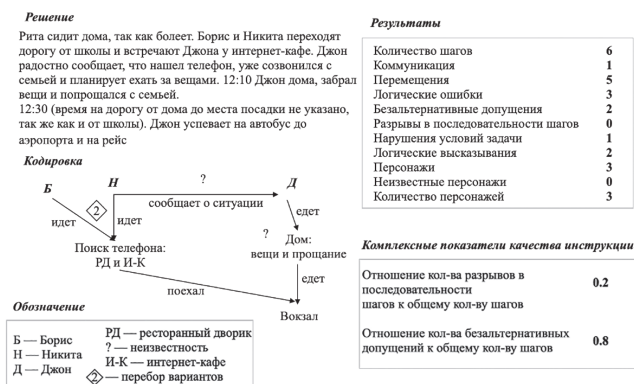 Решение
Рита сидит дома, так как болеет. Борис и Никита переходят
дорогу от школы и встречают Джона у интернет-кафе. Джон
радостно сообщает, что нашел телефон, уже созвонился с
семьей и планирует ехать за вещами. 12:10 Джон дома, забрал
вещи и попрощался с семьей.
12:30 (время на дорогу от дома до места посадки не указано,
так же как и от школы). Джон успевает на автобус до
аэропорта и на рейс
Кодировка
Б
Н
?
Д
2
сообщает о ситуации
идет
идет
едет
?
Поиск телефона:
РД и И-К
Дом:
вещи и прощание
поехал
едет
Вокзал
Обозначение
Б — Борис
Н — Никита
Д — Джон
РД — ресторанный дворик
? — неизвестность
И-К — интернет-кафе
2 — перебор вариантов
Результаты
Количество шагов 6
Коммуникация 1
Перемещения 5
Логические ошибки 3
Безальтернативные допущения 2
Разрывы в последовательности шагов 0
Нарушения условий задачи 1
Логические высказывания 2
Персонажи 3
Неизвестные персонажи 0
Количество персонажей 3
Комплексные показатели качества инструкции
Отношение кол-ва разрывов в
последовательности
шагов к общему кол-ву шагов
0.2
Отношение кол-ва безальтернативных
допущений к общему кол-ву шагов
0.8